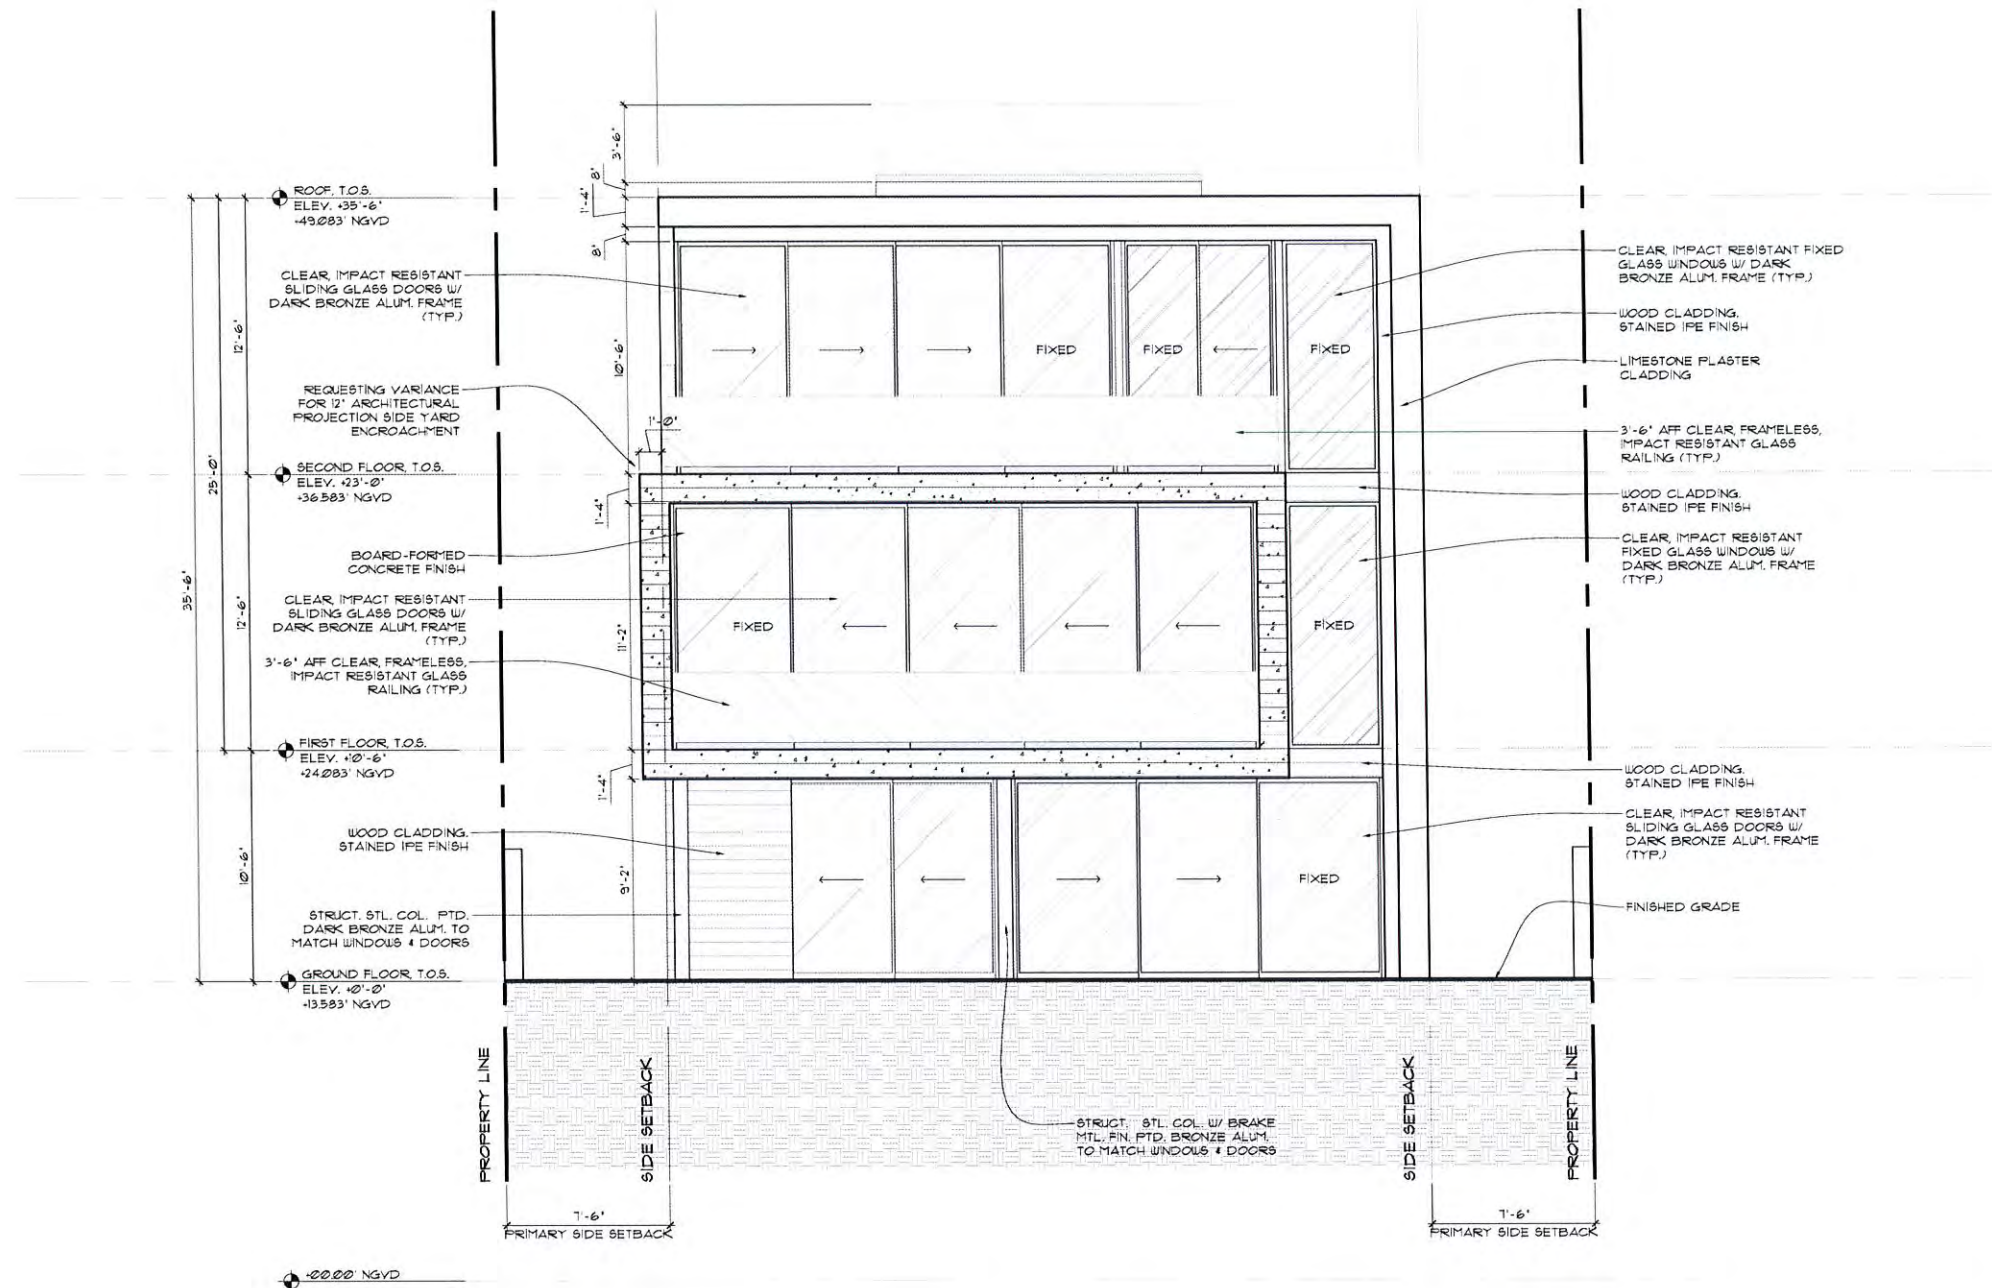 3'-6"
8"
1'-4"
8"
10'-6"
1'-0"
1'-4"
11'-2"
1'-4"
9'-2"
35'-6"
25'-0"
12'-6"
12'-6"
10'-6"
ROOF, T.O.S.
ELEV. +35'-6"
+49.083' NGVD
CLEAR, IMPACT RESISTANT
SLIDING GLASS DOORS W/
DARK BRONZE ALUM. FRAME
(TYP.)
REQUESTING VARIANCE
FOR 12" ARCHITECTURAL
PROJECTION SIDE YARD
ENCROACHMENT
SECOND FLOOR, T.O.S.
ELEV. +23'-0"
+36.583' NGVD
BOARD-FORMED
CONCRETE FINISH
CLEAR, IMPACT RESISTANT
SLIDING GLASS DOORS W/
DARK BRONZE ALUM. FRAME
(TYP.)
3'-6" AFF CLEAR, FRAMELESS,
IMPACT RESISTANT GLASS
RAILING (TYP.)
FIRST FLOOR, T.O.S.
ELEV. +10'-6"
+24.083' NGVD
WOOD CLADDING.
STAINED IPE FINISH
STRUCT. STL. COL. PTD.
DARK BRONZE ALUM. TO
MATCH WINDOWS & DOORS
GROUND FLOOR, T.O.S.
ELEV. +0'-0"
+13.583' NGVD
FIXED
FIXED
FIXED
FIXED
FIXED
FIXED
CLEAR, IMPACT RESISTANT FIXED
GLASS WINDOWS W/ DARK
BRONZE ALUM. FRAME (TYP.)
WOOD CLADDING.
STAINED IPE FINISH
LIMESTONE PLASTER
CLADDING
3'-6" AFF CLEAR, FRAMELESS,
IMPACT RESISTANT GLASS
RAILING (TYP.)
WOOD CLADDING.
STAINED IPE FINISH
CLEAR, IMPACT RESISTANT
FIXED GLASS WINDOWS W/
DARK BRONZE ALUM. FRAME
(TYP.)
WOOD CLADDING.
STAINED IPE FINISH
CLEAR, IMPACT RESISTANT
SLIDING GLASS DOORS W/
DARK BRONZE ALUM. FRAME
(TYP.)
FINISHED GRADE
PROPERTY LINE
SIDE SETBACK
STRUCT. STL. COL. W/ BRAKE
MTL. FIN. PTD. BRONZE ALUM.
TO MATCH WINDOWS & DOORS
SIDE SETBACK
PROPERTY LINE
7'-6"
PRIMARY SIDE SETBACK
7'-6"
PRIMARY SIDE SETBACK
+00.00' NGVD